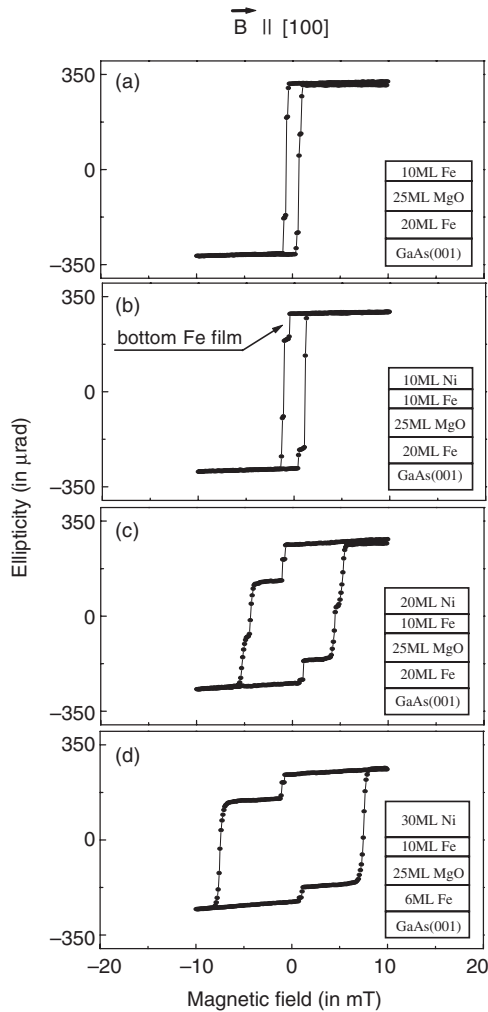 B || [100]
350
(a)
0
−350
10ML Fe
25ML MgO
20ML Fe
GaAs(001)
350
(b)
bottom Fe film
0
−350
10ML Ni
10ML Fe
25ML MgO
20ML Fe
GaAs(001)
Ellipticity (in μrad)
350
(c)
0
−350
20ML Ni
10ML Fe
25ML MgO
20ML Fe
GaAs(001)
350
(d)
0
−350
30ML Ni
10ML Fe
25ML MgO
6ML Fe
GaAs(001)
−20 −10 0 10 20
Magnetic field (in mT)